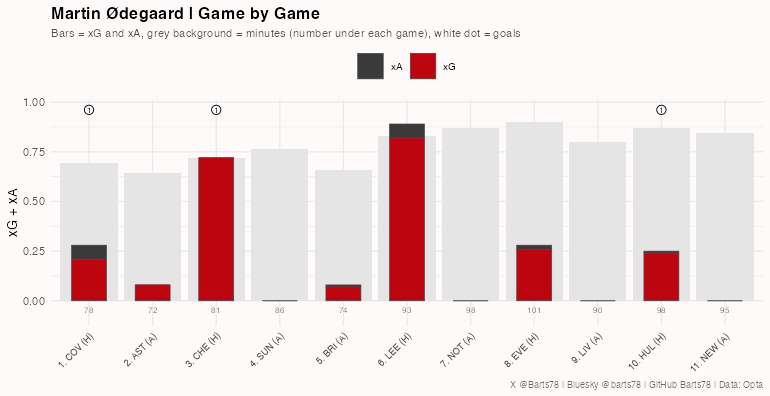 Martin Ødegaard | Game by Game
Bars = xG and xA, grey background = minutes (number under each game), white dot = goals
xA xG
1 1 1
xG + xA
1.00
0.75
0.50
0.25
0.00
78 72 81 86 74 93 98 101 90 98 95
1. COV (H) 2. AST (A) 3. CHE (H) 4. SUN (A) 5. BRI (A) 6. LEE (H) 7. NOT (A) 8. EVE (H) 9. LIV (A) 10. HUL (H) 11. NEW (A)
X @Barts78 | Bluesky @barts78 | GitHub Barts78 | Data: Opta